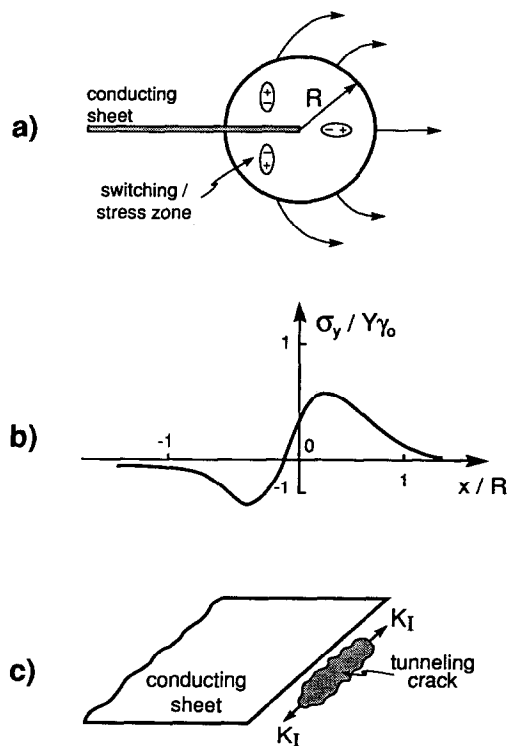 a)
conducting
sheet
R
switching /
stress zone
b)
σy / Yγo
1
-1
0
1
-1
x / R
c)
KI
tunneling
crack
conducting
sheet
KI